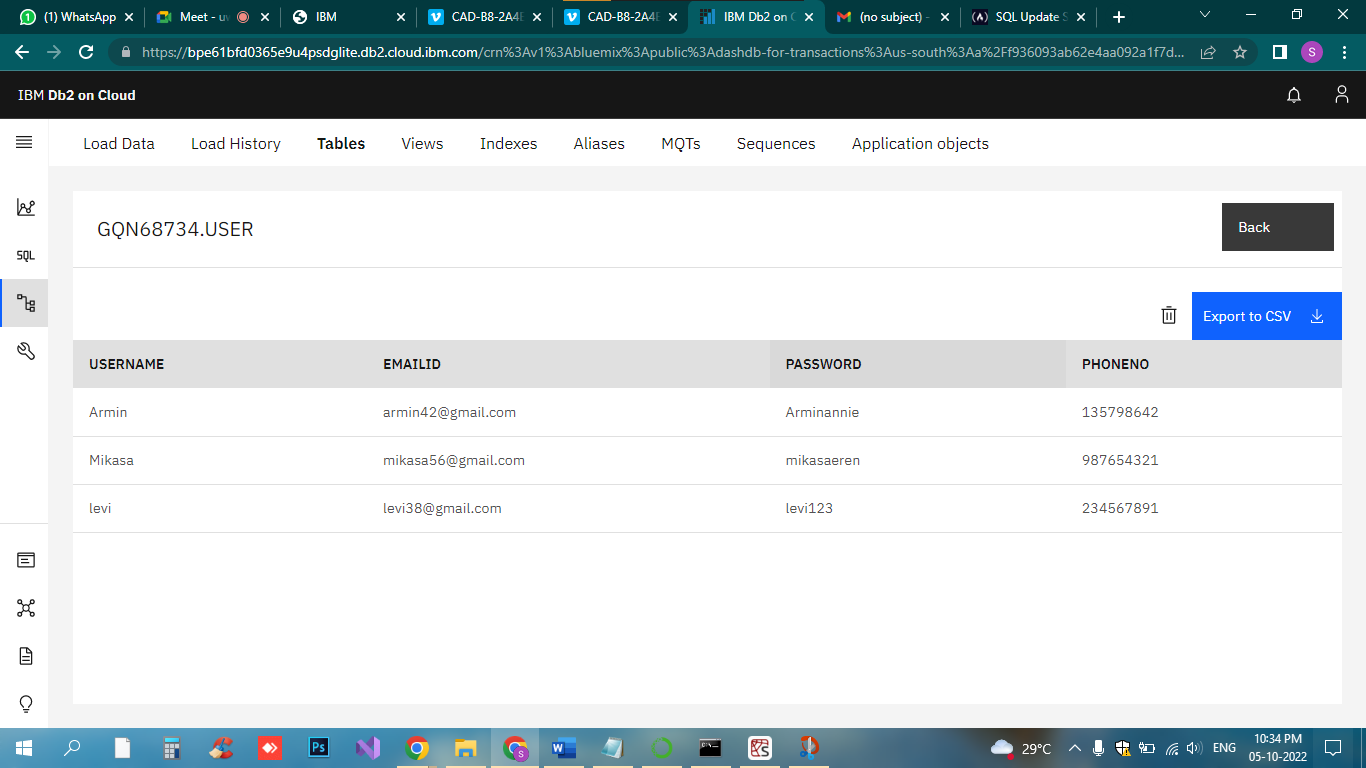 (1) WhatsApp
Meet - uv
IBM
CAD-B8-2A4E
CAD-B8-2A4E
IBM Db2 on C
(no subject) -
SQL Update S
https://bpe61bfd0365e9u4psdglite.db2.cloud.ibm.com/crn%3Av1%3Abluemix%3Apublic%3Adashdb-for-transactions%3Aus-south%3Aa%2Ff936093ab62e4aa092a1f7d...
S
IBM Db2 on Cloud
Load Data Load History Tables Views Indexes Aliases MQTs Sequences Application objects
SQL
GQN68734.USER
Back
Export to CSV
USERNAME EMAILID PASSWORD PHONENO
Armin armin42@gmail.com Arminannie 135798642
Mikasa mikasa56@gmail.com mikasaeren 987654321
levi levi38@gmail.com levi123 234567891
Ps
S
29°C
ENG
10:34 PM
05-10-2022